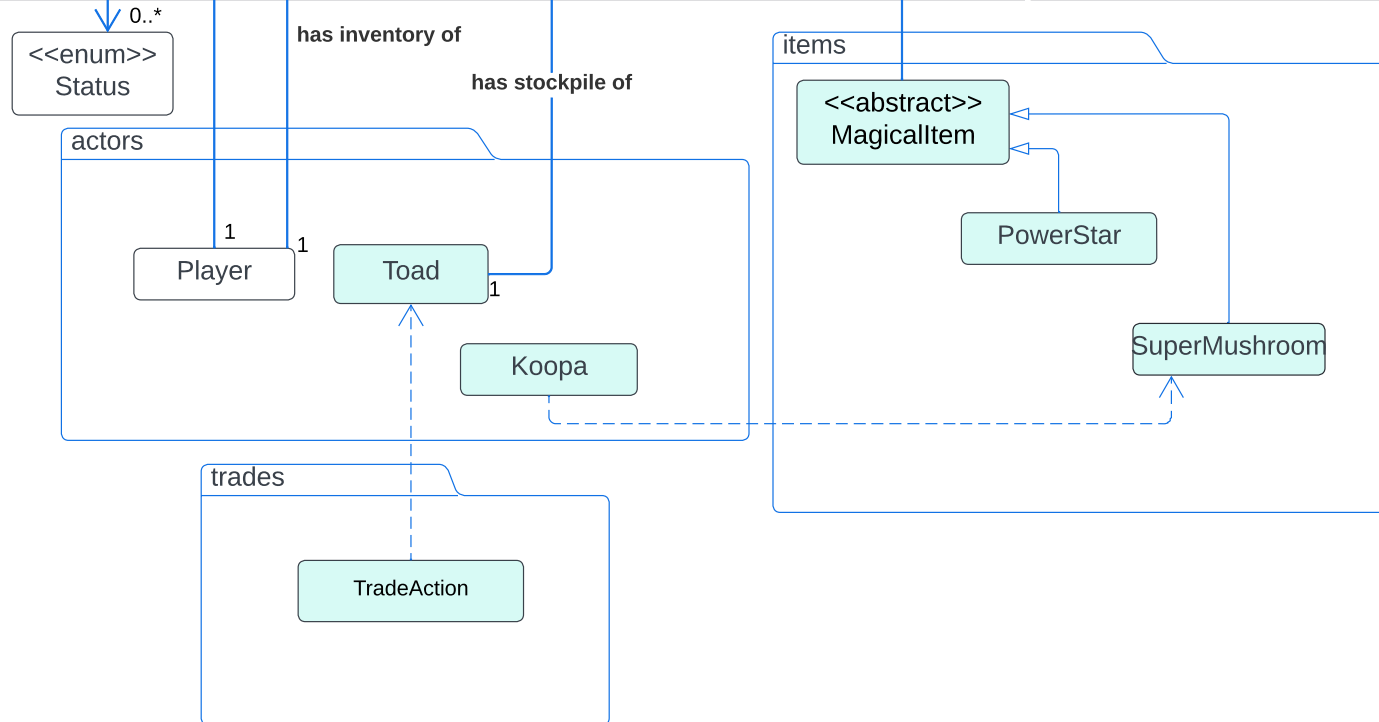 0..*
<<enum>>
Status
has inventory of
has stockpile of
items
<<abstract>>
MagicalItem
actors
PowerStar
1
1
Player
Toad
1
SuperMushroom
Koopa
trades
TradeAction